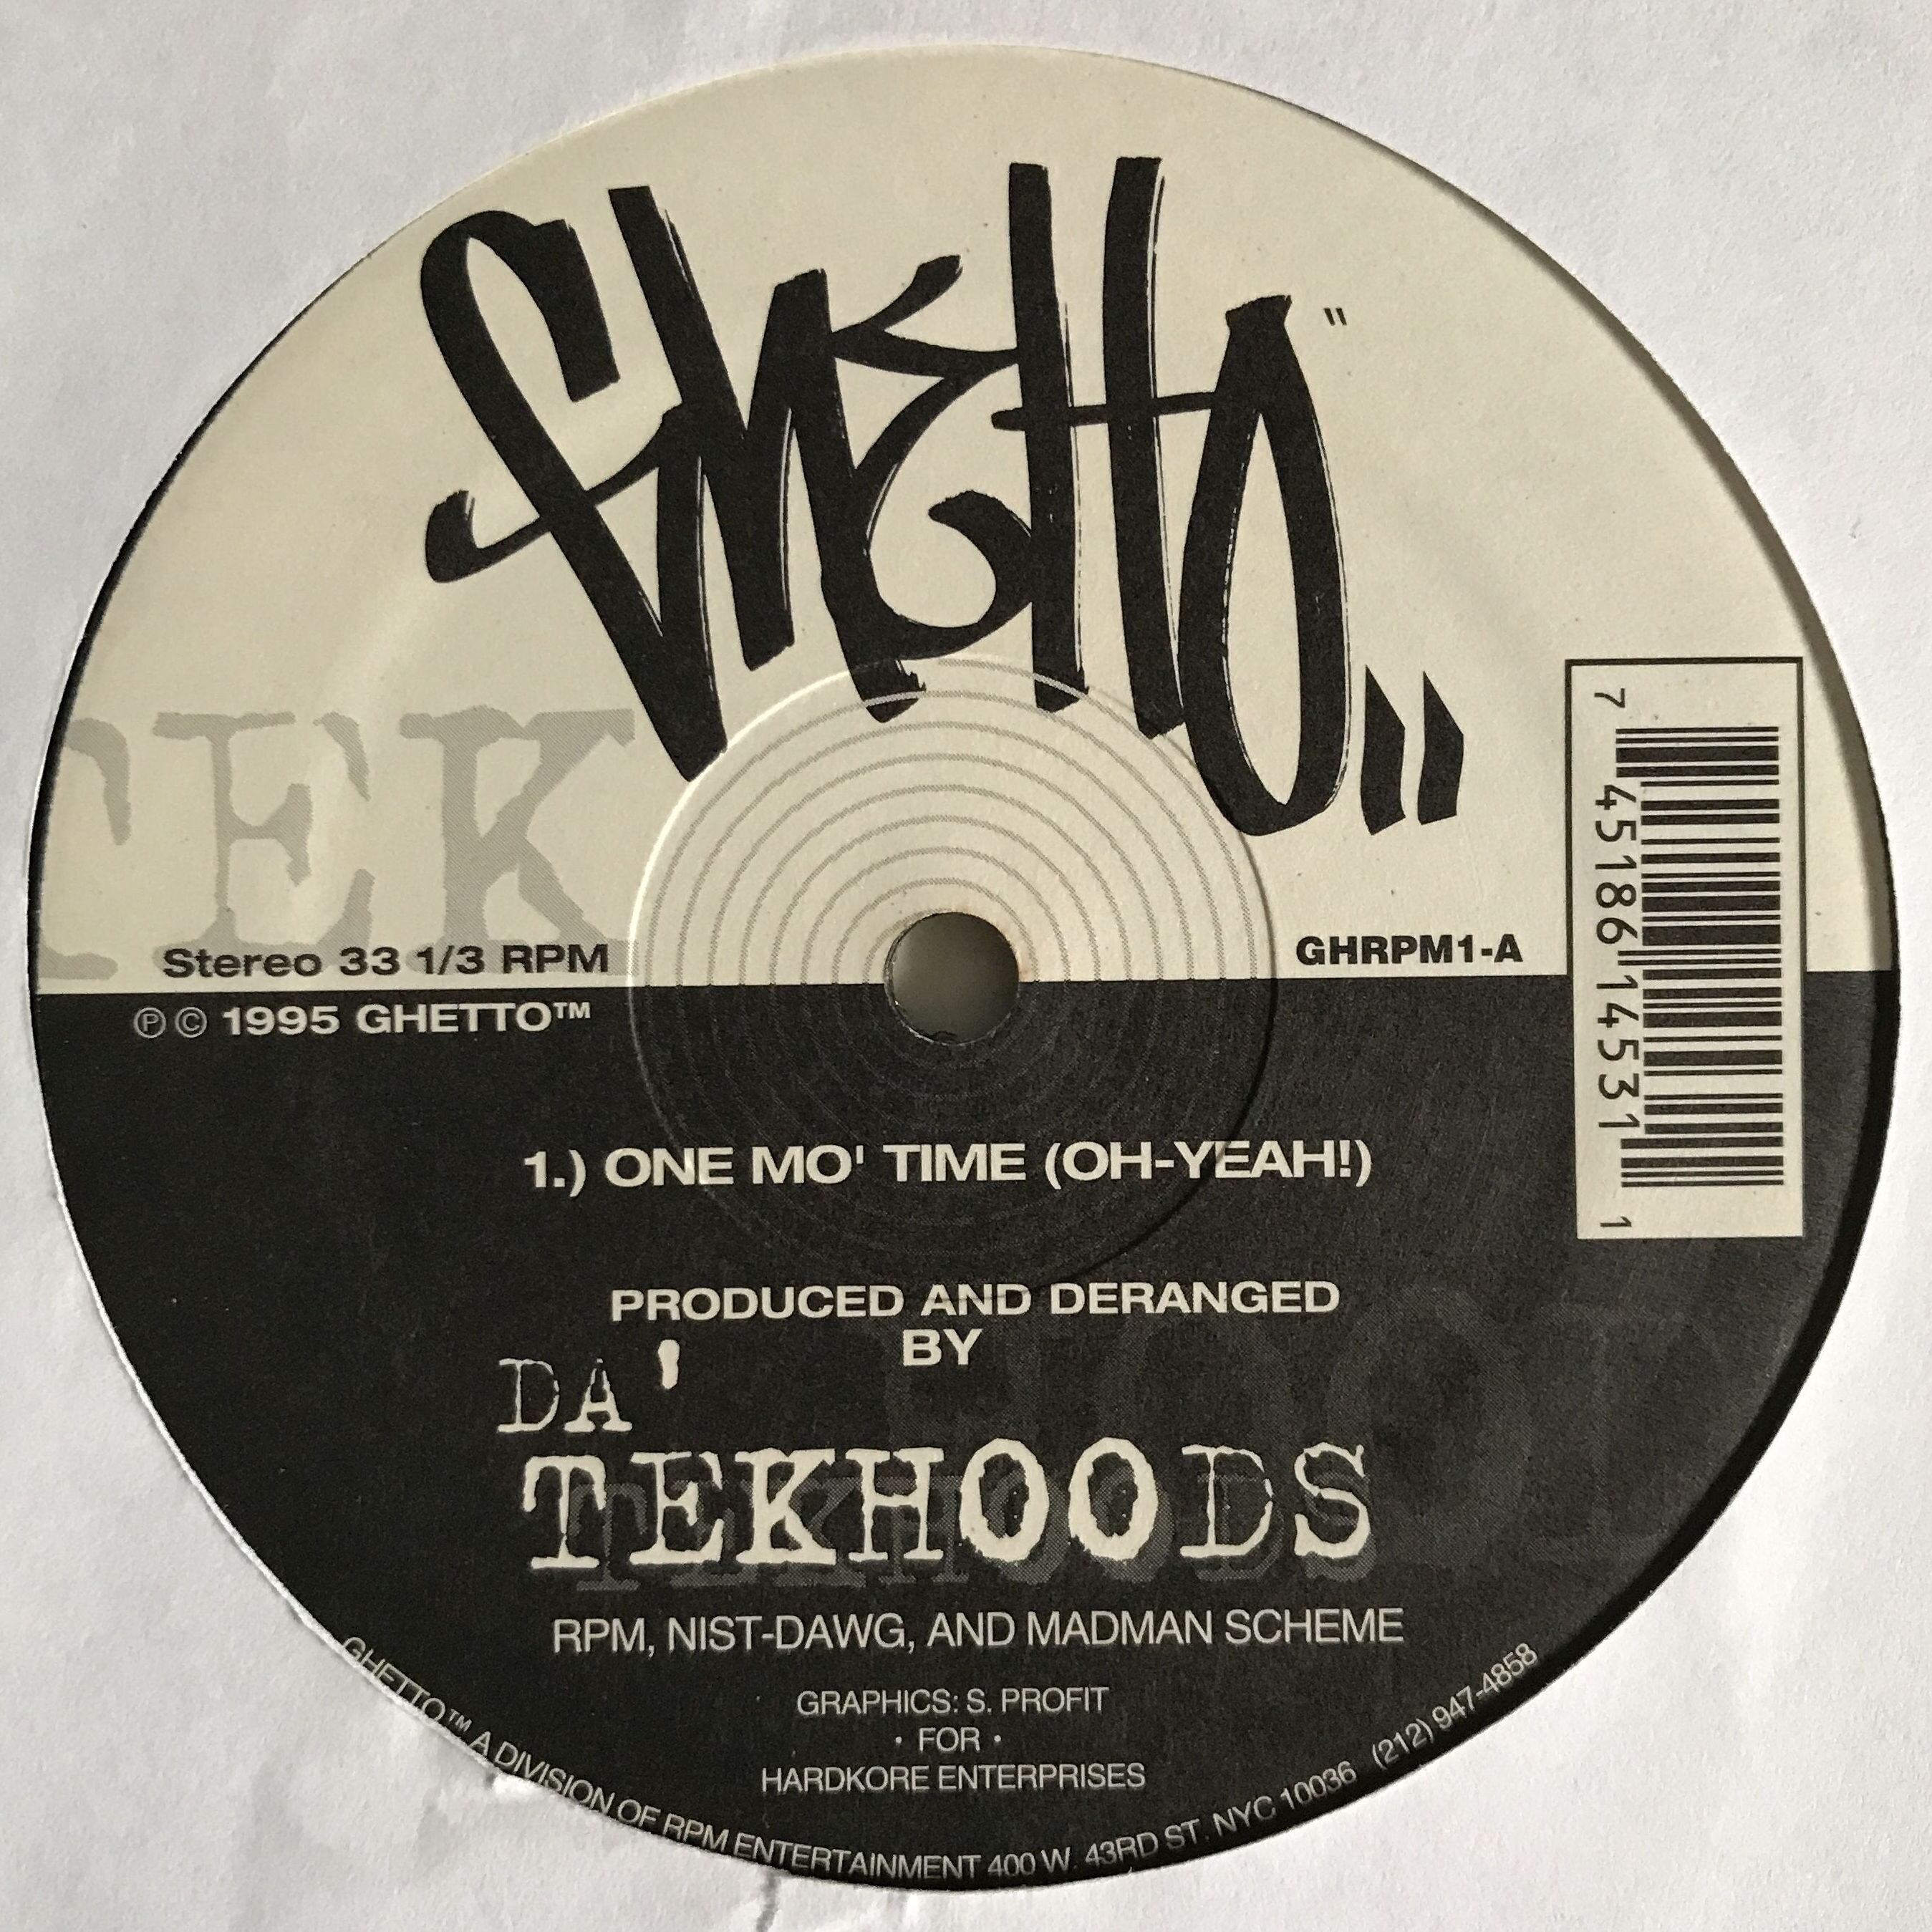 GHETTO
"
TEK
Stereo 33 1/3 RPM
GHRPM1-A
℗ © 1995 GHETTO™
7 45186 14531 1
1.) ONE MO' TIME (OH-YEAH!)
PRODUCED AND DERANGED
BY
DA'
TEKHOODS
RPM, NIST-DAWG, AND MADMAN SCHEME
GRAPHICS: S. PROFIT
• FOR •
HARDKORE ENTERPRISES
GHETTO™ A DIVISION OF RPM ENTERTAINMENT 400 W. 43RD ST. NYC 10036 (212) 947-4858